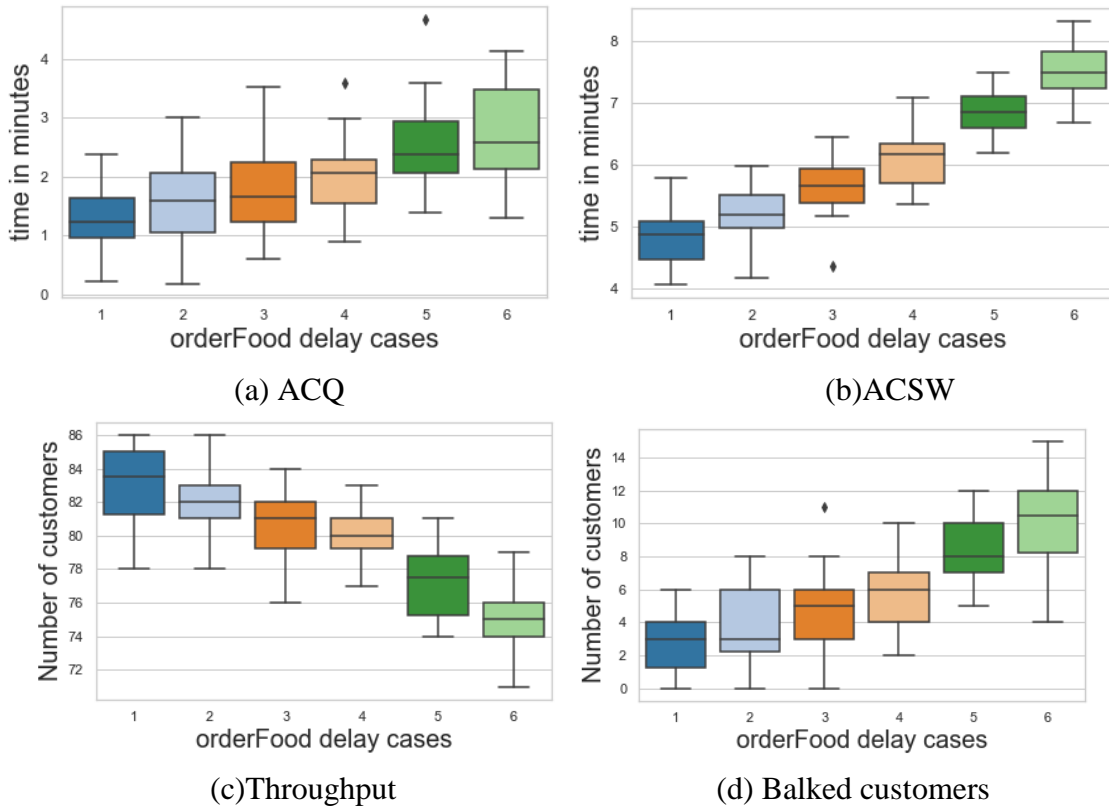 time in minutes
4
3
2
1
0
1 2 3 4 5 6
orderFood delay cases
(a) ACQ
time in minutes
8
7
6
5
4
1 2 3 4 5 6
orderFood delay cases
(b)ACSW
Number of customers
86
84
82
80
78
76
74
72
1 2 3 4 5 6
orderFood delay cases
(c)Throughput
Number of customers
14
12
10
8
6
4
2
0
1 2 3 4 5 6
orderFood delay cases
(d) Balked customers